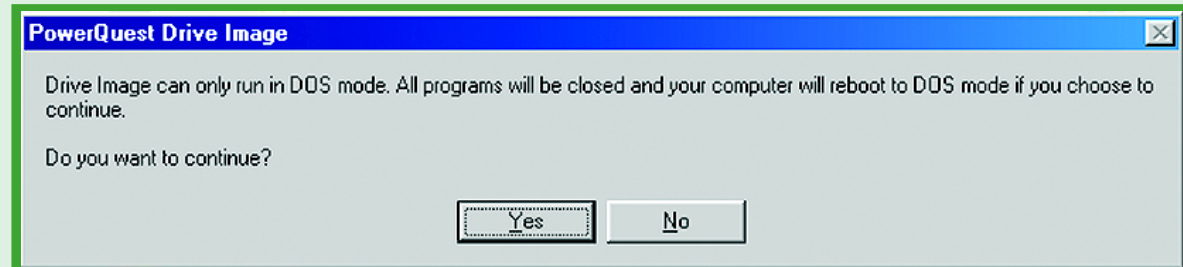 PowerQuest Drive Image
Drive Image can only run in DOS mode. All programs will be closed and your computer will reboot to DOS mode if you choose to
continue.
Do you want to continue?
Yes
No